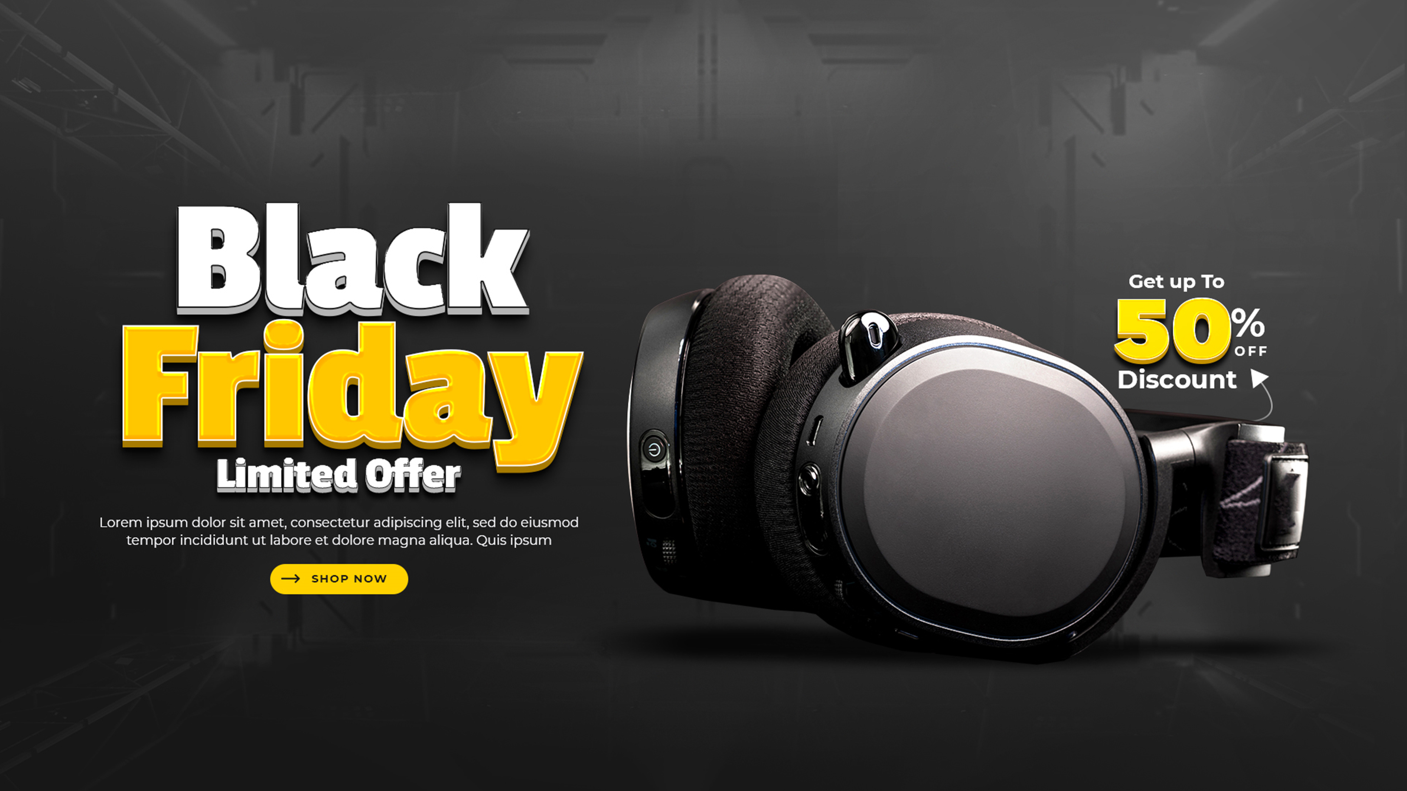 Black
Friday
Limited Offer
Lorem ipsum dolor sit amet, consectetur adipiscing elit, sed do eiusmod
tempor incididunt ut labore et dolore magna aliqua. Quis ipsum
SHOP NOW
Get up To
50%
OFF
Discount